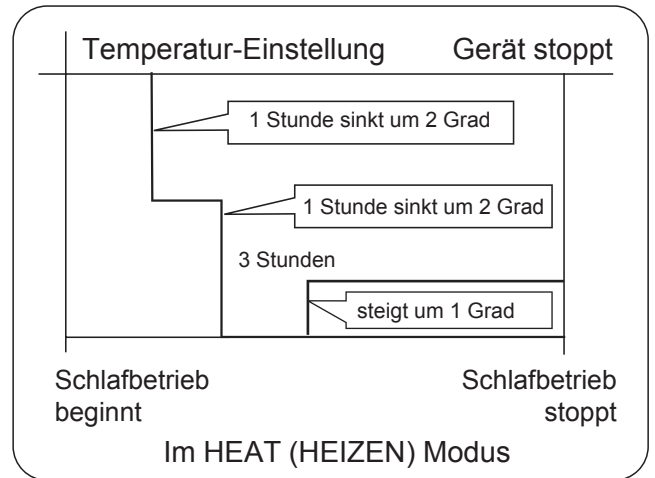 Temperatur-Einstellung Gerät stoppt
1 Stunde sinkt um 2 Grad
1 Stunde sinkt um 2 Grad
3 Stunden
steigt um 1 Grad
Schlafbetrieb beginnt
Schlafbetrieb stoppt
Im HEAT (HEIZEN) Modus